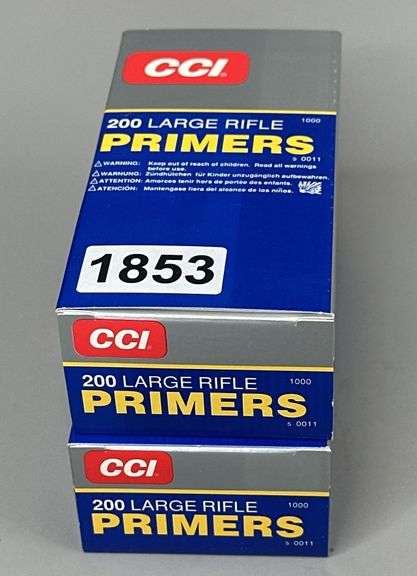 CCI
200 LARGE RIFLE 1000
PRIMERS
S 0011
WARNING: Keep out of reach of children. Read all warnings
before use.
WARNUNG: Zündhütchen für Kinder unzugänglich aufbewahren.
ATTENTION: Amorces tenir hors de portée des enfants.
ATENCIÓN: Mantengase fiera del alcance de los niños.
1853
CCI
200 LARGE RIFLE 1000
PRIMERS
S 0011
CCI
200 LARGE RIFLE 1000
PRIMERS
S 0011